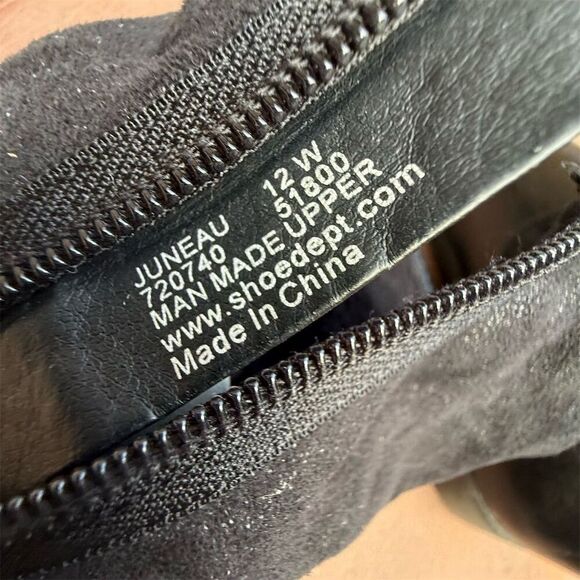 JUNEAU 12 W
720740 51800
MAN MADE UPPER
www.shoedept.com
Made In China